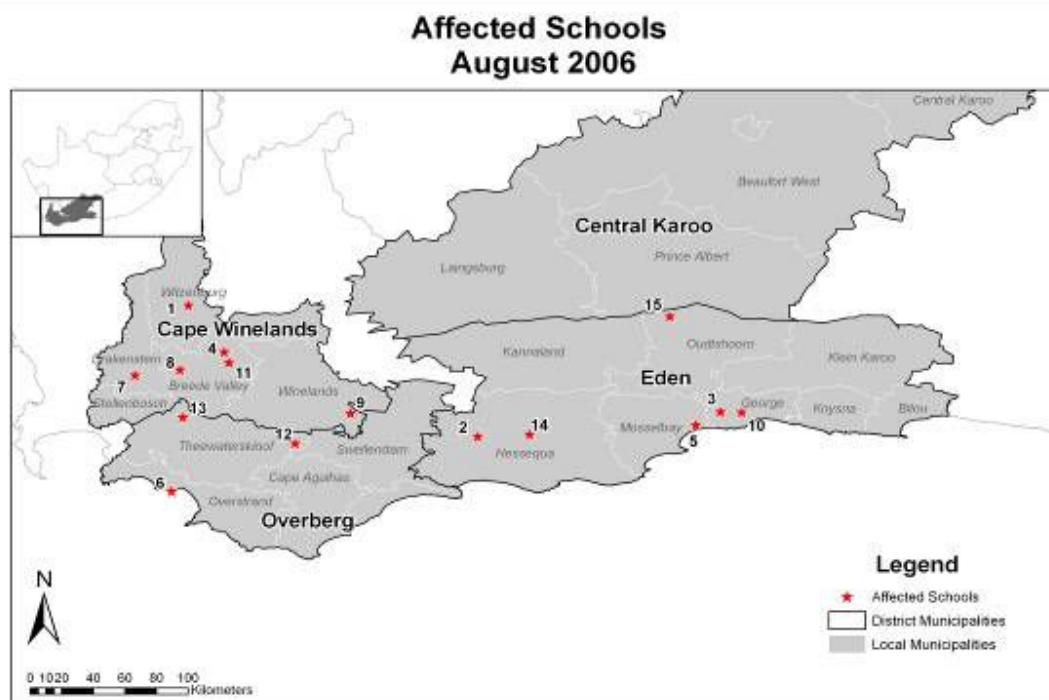 Affected Schools
August 2006
Central Karoo
Beaufort West
Central Karoo
Prince Albert
Laingsburg
Witzenburg
1
Cape Winelands
15
Oudtshoorn
Kannaland
Klein Karoo
4
11
Drakenstein
8
7
Breede Valley
Winelands
Eden
Stellenbosch
13
9
3
George
Knysna
Bitou
10
Mosselbay
5
2
14
Hessequa
12
Theewaterskloof
Swellendam
Cape Agulhas
6
Overstrand
Overberg
N
Legend
Affected Schools
District Municipalities
Local Municipalities
0 10 20 40 60 80 100
Kilometers